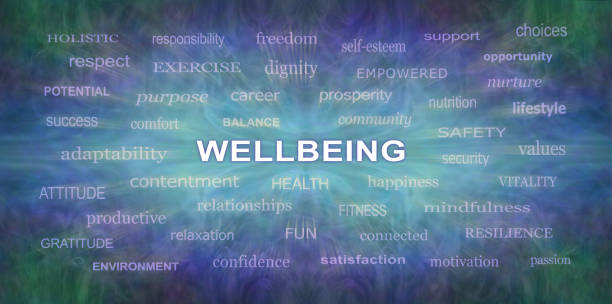 HOLISTIC responsibility freedom self-esteem support choices
respect EXERCISE dignity EMPOWERED opportunity
POTENTIAL purpose career prosperity nutrition nurture
success comfort BALANCE community SAFETY lifestyle
adaptability WELLBEING security values
ATTITUDE contentment HEALTH happiness VITALITY
productive relationships FITNESS mindfulness
GRATITUDE relaxation FUN connected RESILIENCE
ENVIRONMENT confidence satisfaction motivation passion